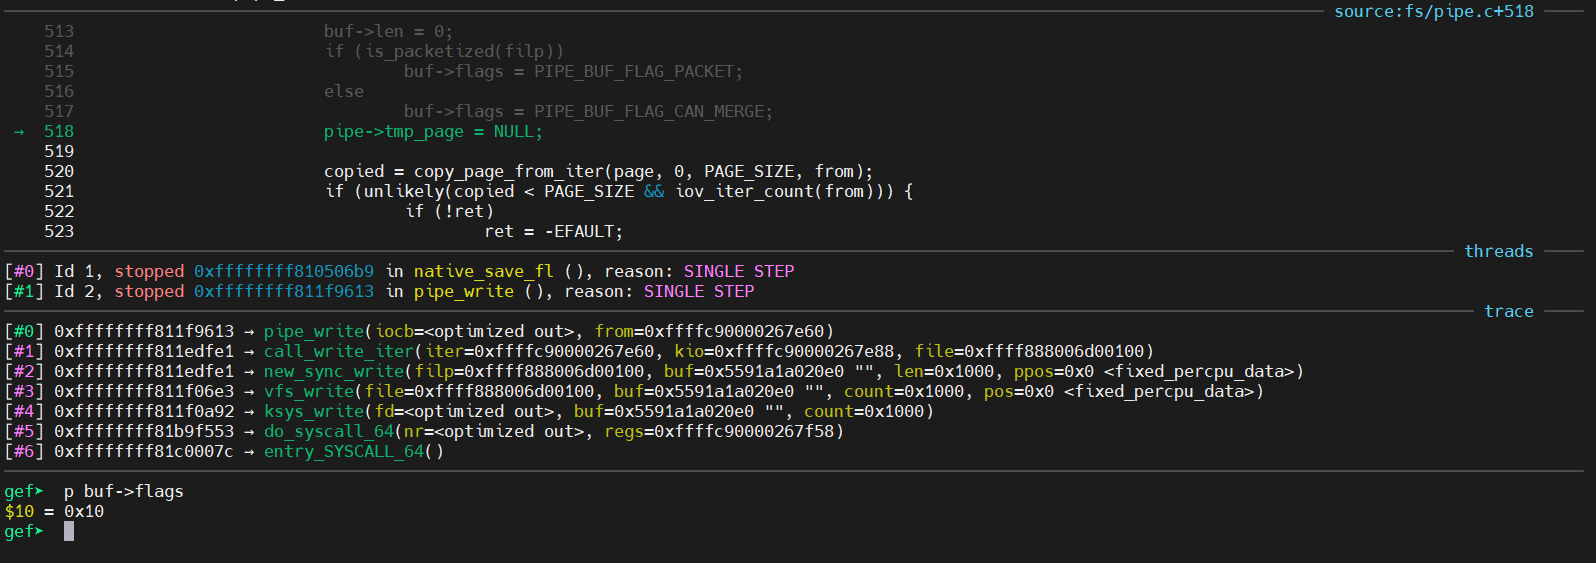 source:fs/pipe.c+518
513 buf->len = 0;
514 if (is_packetized(filp))
515 buf->flags = PIPE_BUF_FLAG_PACKET;
516 else
517 buf->flags = PIPE_BUF_FLAG_CAN_MERGE;
→ 518 pipe->tmp_page = NULL;
519
520 copied = copy_page_from_iter(page, 0, PAGE_SIZE, from);
521 if (unlikely(copied < PAGE_SIZE && iov_iter_count(from))) {
522 if (!ret)
523 ret = -EFAULT;
threads
[#0] Id 1, stopped 0xffffffff810506b9 in native_save_fl (), reason: SINGLE STEP
[#1] Id 2, stopped 0xffffffff811f9613 in pipe_write (), reason: SINGLE STEP
trace
[#0] 0xffffffff811f9613 → pipe_write(iocb=<optimized out>, from=0xffffc90000267e60)
[#1] 0xffffffff811edfe1 → call_write_iter(iter=0xffffc90000267e60, kio=0xffffc90000267e88, file=0xffff888006d00100)
[#2] 0xffffffff811edfe1 → new_sync_write(filp=0xffff888006d00100, buf=0x5591a1a020e0 "", len=0x1000, ppos=0x0 <fixed_percpu_data>)
[#3] 0xffffffff811f06e3 → vfs_write(file=0xffff888006d00100, buf=0x5591a1a020e0 "", count=0x1000, pos=0x0 <fixed_percpu_data>)
[#4] 0xffffffff811f0a92 → ksys_write(fd=<optimized out>, buf=0x5591a1a020e0 "", count=0x1000)
[#5] 0xffffffff81b9f553 → do_syscall_64(nr=<optimized out>, regs=0xffffc90000267f58)
[#6] 0xffffffff81c0007c → entry_SYSCALL_64()
gef➤ p buf->flags
$10 = 0x10
gef➤